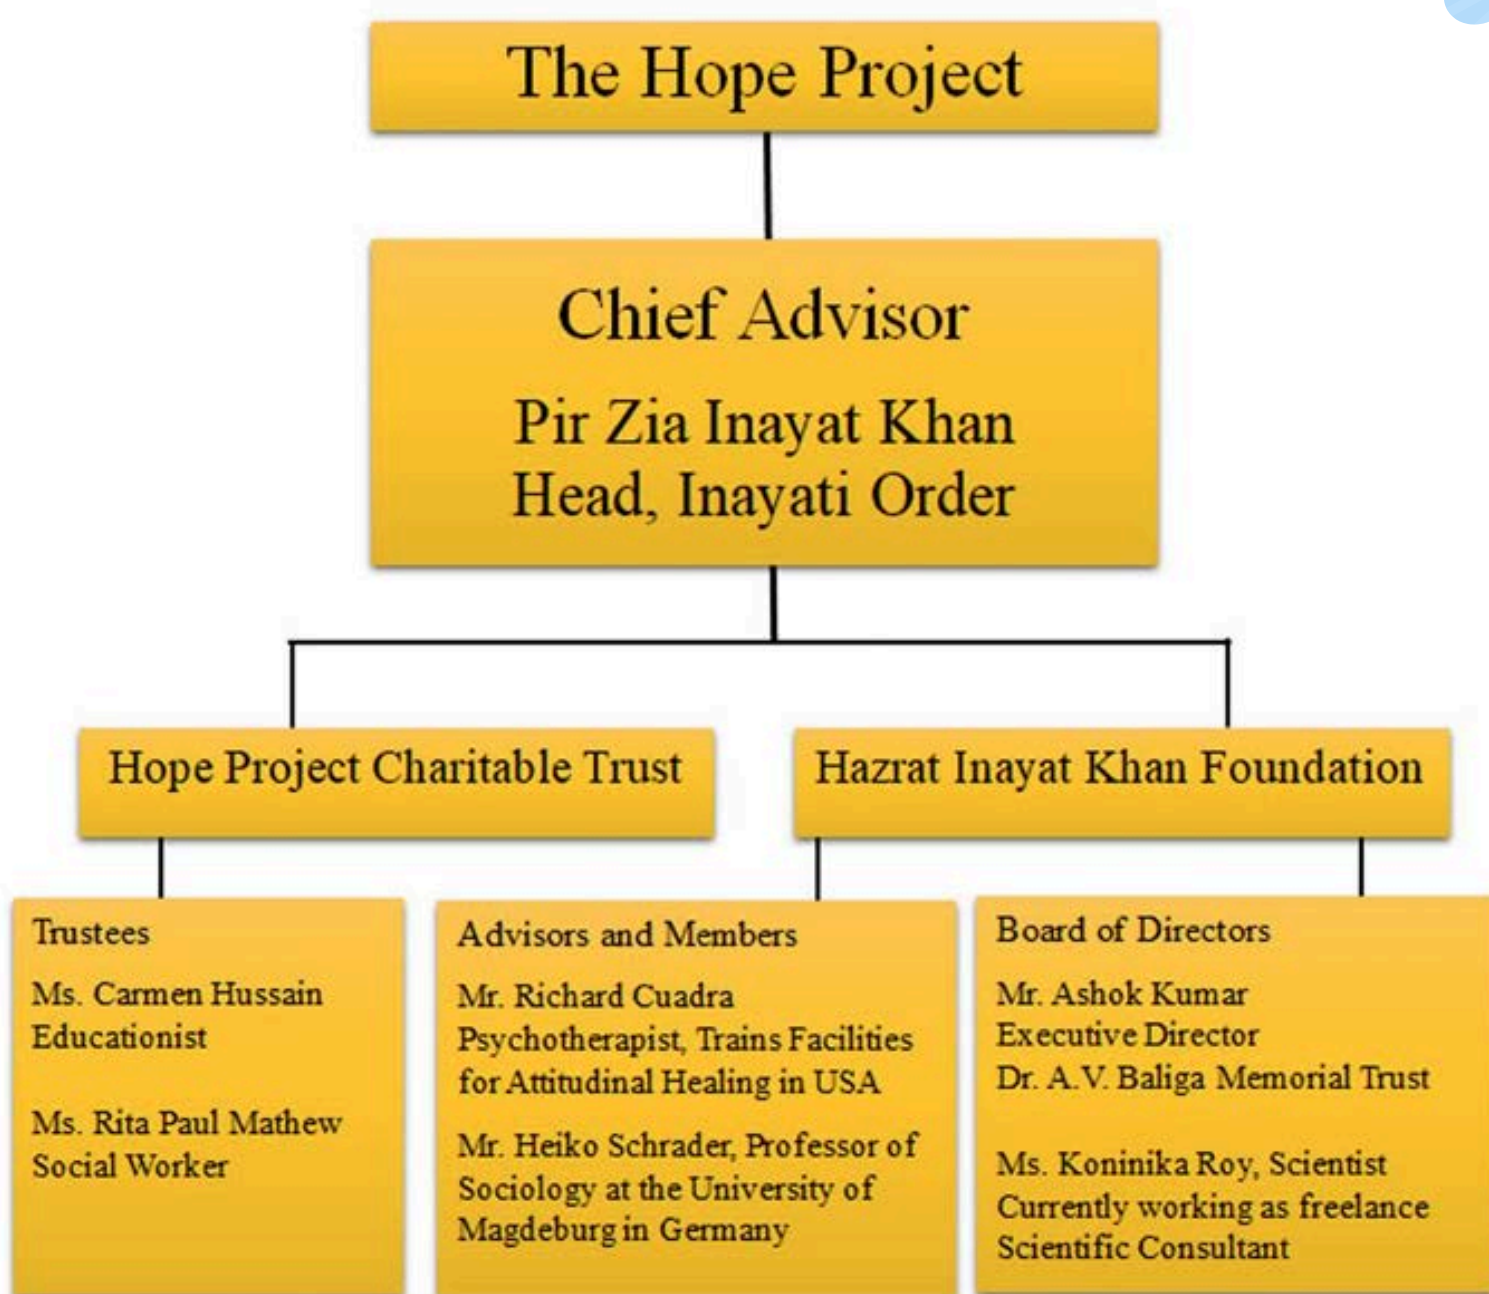 The Hope Project
Chief Advisor
Pir Zia Inayat Khan
Head, Inayati Order
Hope Project Charitable Trust
Hazrat Inayat Khan Foundation
Trustees
Ms. Carmen Hussain
Educationist
Ms. Rita Paul Mathew
Social Worker
Advisors and Members
Mr. Richard Cuadra
Psychotherapist, Trains Facilities
for Attitudinal Healing in USA
Mr. Heiko Schrader, Professor of
Sociology at the University of
Magdeburg in Germany
Board of Directors
Mr. Ashok Kumar
Executive Director
Dr. A.V. Baliga Memorial Trust
Ms. Koninika Roy, Scientist
Currently working as freelance
Scientific Consultant